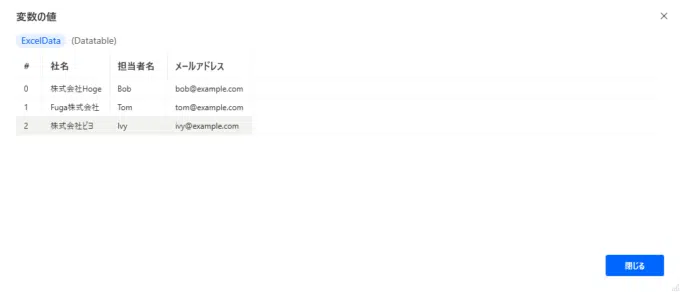 変数の値
ExcelData (Datatable)
# 社名 担当者名 メールアドレス
0 株式会社Hoge Bob bob@example.com
1 Fuga株式会社 Tom tom@example.com
2 株式会社ピヨ Ivy ivy@example.com
閉じる